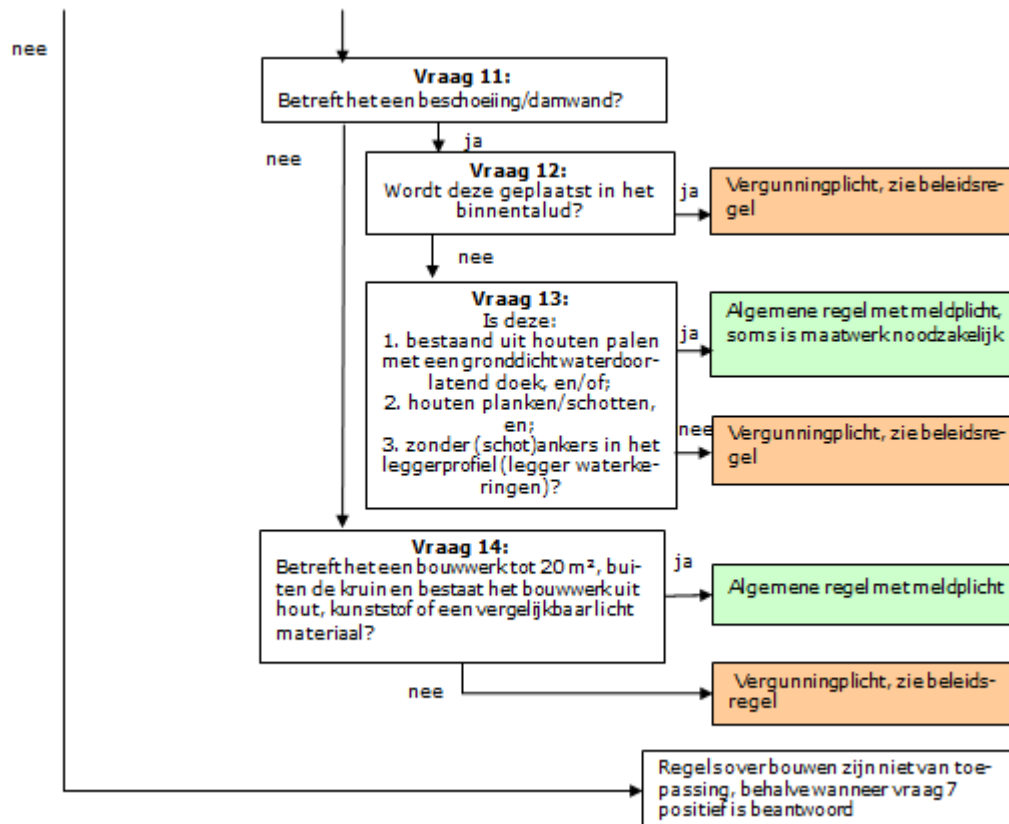 nee
Vraag 11:
Betreft het een beschoeiing/damwand?
nee
ja
Vraag 12:
Wordt deze geplaatst in het
binnentalud?
ja
Vergunningplicht, zie beleidsre-
gel
nee
Vraag 13:
Is deze:
1. bestaand uit houten palen
met een gronddicht waterdoor-
latend doek, en/of;
2. houten planken/schotten,
en;
3. zonder (schot)ankers in het
leggerprofiel (legger waterke-
ringen)?
ja
Algemene regel met meldplicht,
soms is maatwerk noodzakelijk
nee
Vergunningplicht, zie beleidsre-
gel
Vraag 14:
Betreft het een bouwwerk tot 20 m², bui-
ten de kruin en bestaat het bouwwerk uit
hout, kunststof of een vergelijkbaar licht
materiaal?
ja
Algemene regel met meldplicht
nee
Vergunningplicht, zie beleids-
regel
Regels over bouwen zijn niet van toe-
passing, behalve wanneer vraag 7
positief is beantwoord